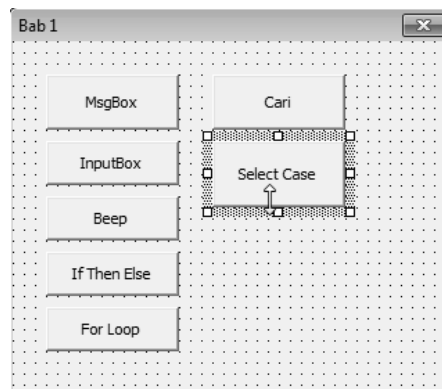 Bab 1
MsgBox
InputBox
Beep
If Then Else
For Loop
Cari
Select Case